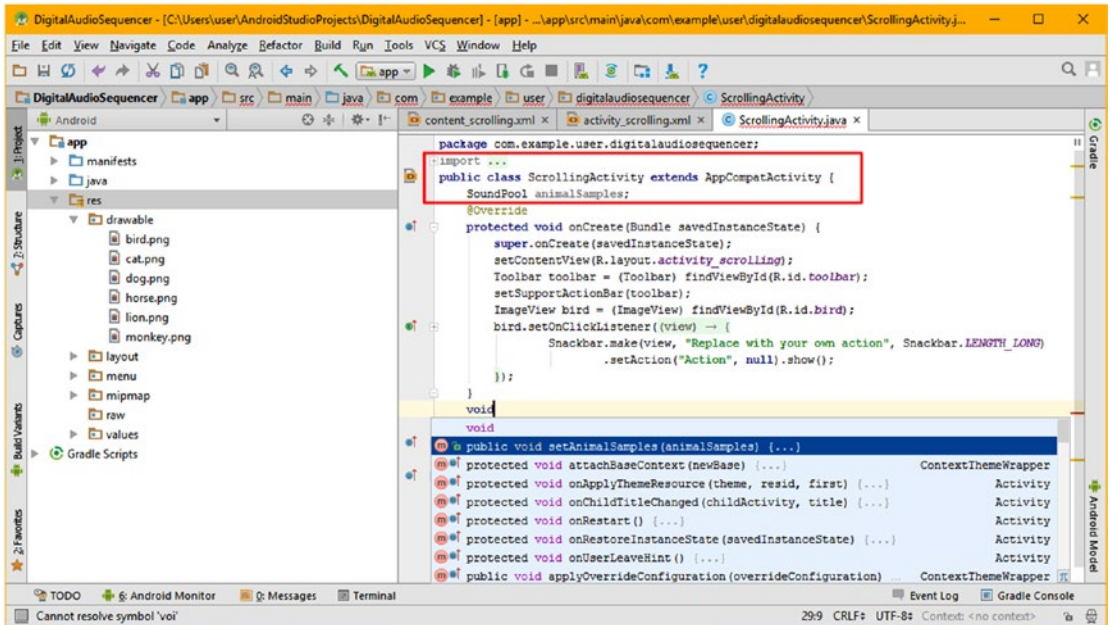 DigitalAudioSequencer - [C:\Users\user\AndroidStudioProjects\DigitalAudioSequencer] - [app] - ...\app\src\main\java\com\example\user\digitalaudiosequencer\ScrollingActivity.j...
File Edit View Navigate Code Analyze Refactor Build Run Tools VCS Window Help
app
DigitalAudioSequencer app src main java com example user digitalaudiosequencer ScrollingActivity
Android
content_scrolling.xml activity_scrolling.xml ScrollingActivity.java
1: Project
7: Structure
Captures
Build Variants
2: Favorites
app
manifests
java
res
drawable
bird.png
cat.png
dog.png
horse.png
lion.png
monkey.png
layout
menu
mipmap
raw
values
Gradle Scripts
package com.example.user.digitalaudiosequencer;
import ...
public class ScrollingActivity extends AppCompatActivity {
SoundPool animalSamples;
@Override
protected void onCreate(Bundle savedInstanceState) {
super.onCreate(savedInstanceState);
setContentView(R.layout.activity_scrolling);
Toolbar toolbar = (Toolbar) findViewById(R.id.toolbar);
setSupportActionBar(toolbar);
ImageView bird = (ImageView) findViewById(R.id.bird);
bird.setOnClickListener((view) → {
Snackbar.make(view, "Replace with your own action", Snackbar.LENGTH_LONG)
.setAction("Action", null).show();
});
}
void
void
public void setAnimalSamples(animalSamples) {...}
protected void attachBaseContext(newBase) {...} ContextThemeWrapper
protected void onApplyThemeResource(theme, resid, first) {...} Activity
protected void onChildTitleChanged(childActivity, title) {...} Activity
protected void onRestart() {...} Activity
protected void onRestoreInstanceState(savedInstanceState) {...} Activity
protected void onUserLeaveHint() {...} Activity
public void applyOverrideConfiguration(overrideConfiguration) ... ContextThemeWrapper π
Gradle
Android Model
TODO 6: Android Monitor 0: Messages Terminal Event Log Gradle Console
Cannot resolve symbol 'voi' 29:9 CRLF UTF-8 Context: <no context>